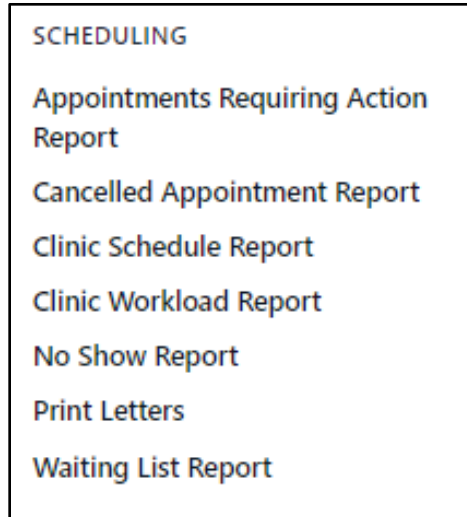 SCHEDULING
Appointments Requiring Action
Report
Cancelled Appointment Report
Clinic Schedule Report
Clinic Workload Report
No Show Report
Print Letters
Waiting List Report